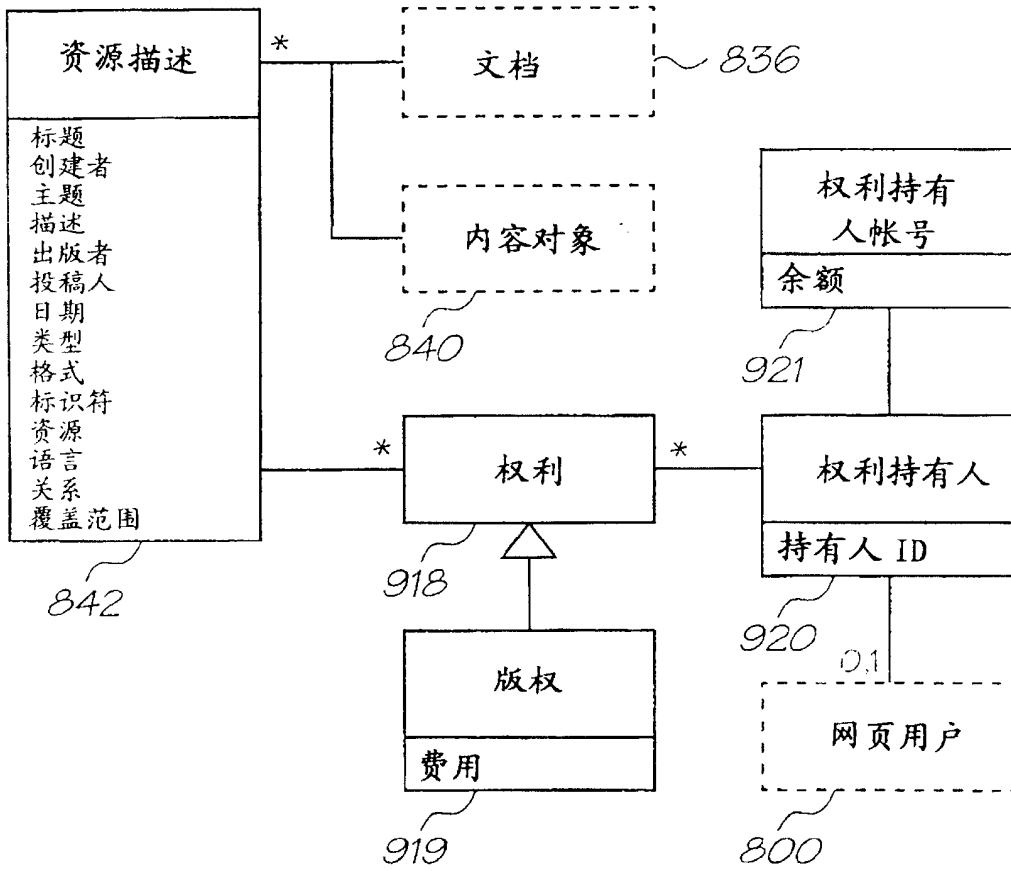 资源描述
*
标题
创建者
主题
描述
出版者
投稿人
日期
类型
格式
标识符
资源
语言
关系
覆盖范围
842
文档
836
内容对象
840
权利持有
人帐号
余额
921
*
权利
*
918
权利持有人
持有人 ID
920
0,1
版权
费用
919
网页用户
800